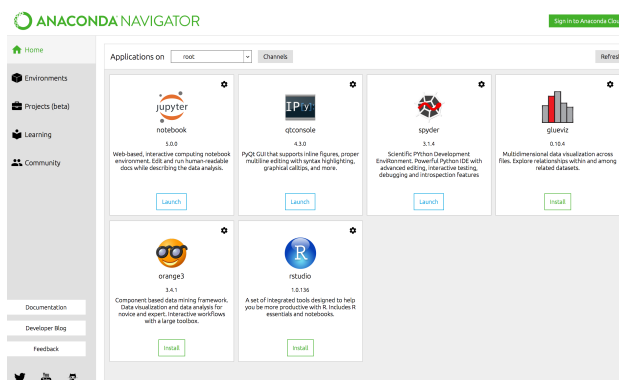 ANACONDA NAVIGATOR
Sign in to Anaconda Clou
Home
Environments
Projects (beta)
Learning
Community
Documentation
Developer Blog
Feedback
Applications on root Channels Refresh
jupyter
notebook
5.0.0
Web-based, interactive computing notebook
environment. Edit and run human-readable
docs while describing the data analysis.
Launch
IP[y]:
qtconsole
4.3.0
PyQt GUI that supports inline figures, proper
multiline editing with syntax highlighting,
graphical calltips, and more.
Launch
spyder
3.1.4
Scientific PYthon Development
EnviRonment. Powerful Python IDE with
advanced editing, interactive testing,
debugging and introspection features
Launch
glueviz
0.10.4
Multidimensional data visualization across
files. Explore relationships within and among
related datasets.
Install
orange3
3.4.1
Component based data mining framework.
Data visualization and data analysis for
novice and expert. Interactive workflows
with a large toolbox.
Install
R
rstudio
1.0.136
A set of integrated tools designed to help
you be more productive with R. Includes R
essentials and notebooks.
Install
You